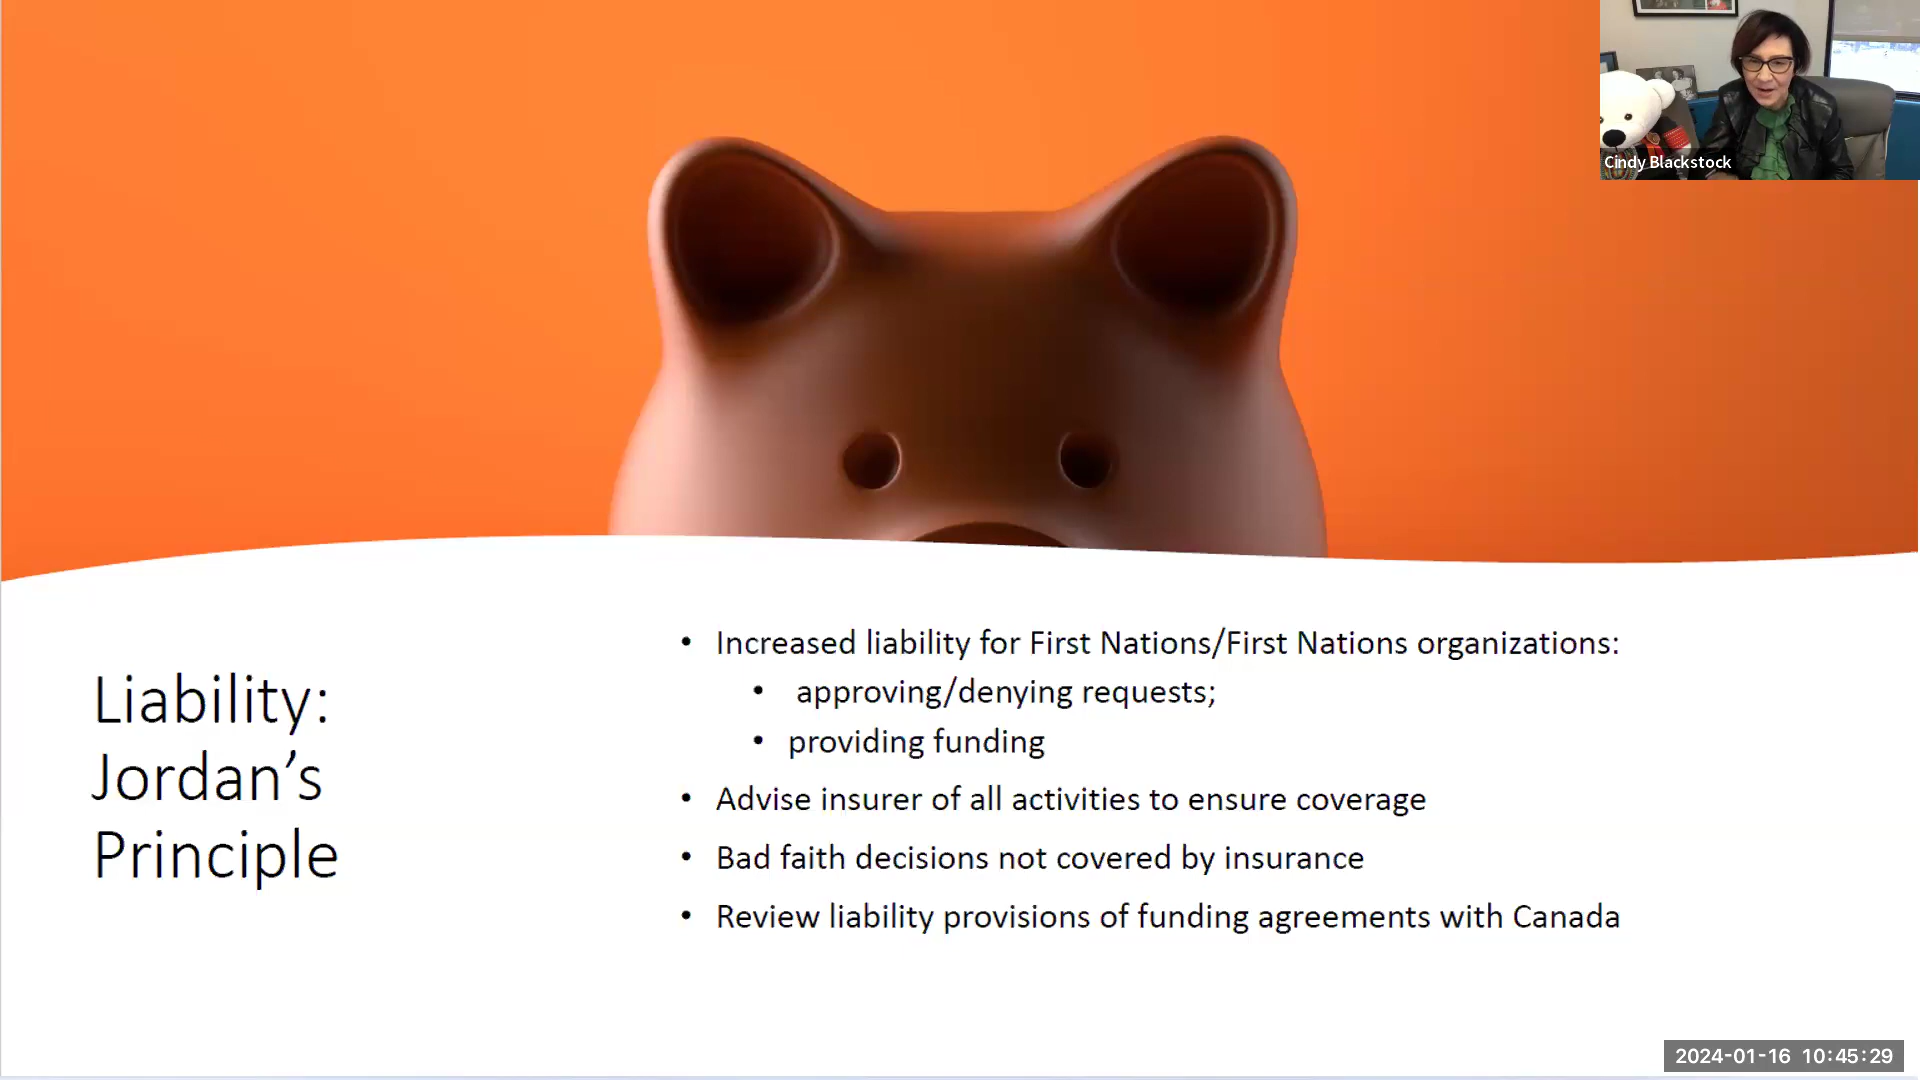 Cindy Blackstock
Liability:
Jordan’s
Principle
• Increased liability for First Nations/First Nations organizations:
• approving/denying requests;
• providing funding
• Advise insurer of all activities to ensure coverage
• Bad faith decisions not covered by insurance
• Review liability provisions of funding agreements with Canada
2024-01-16 10:45:29